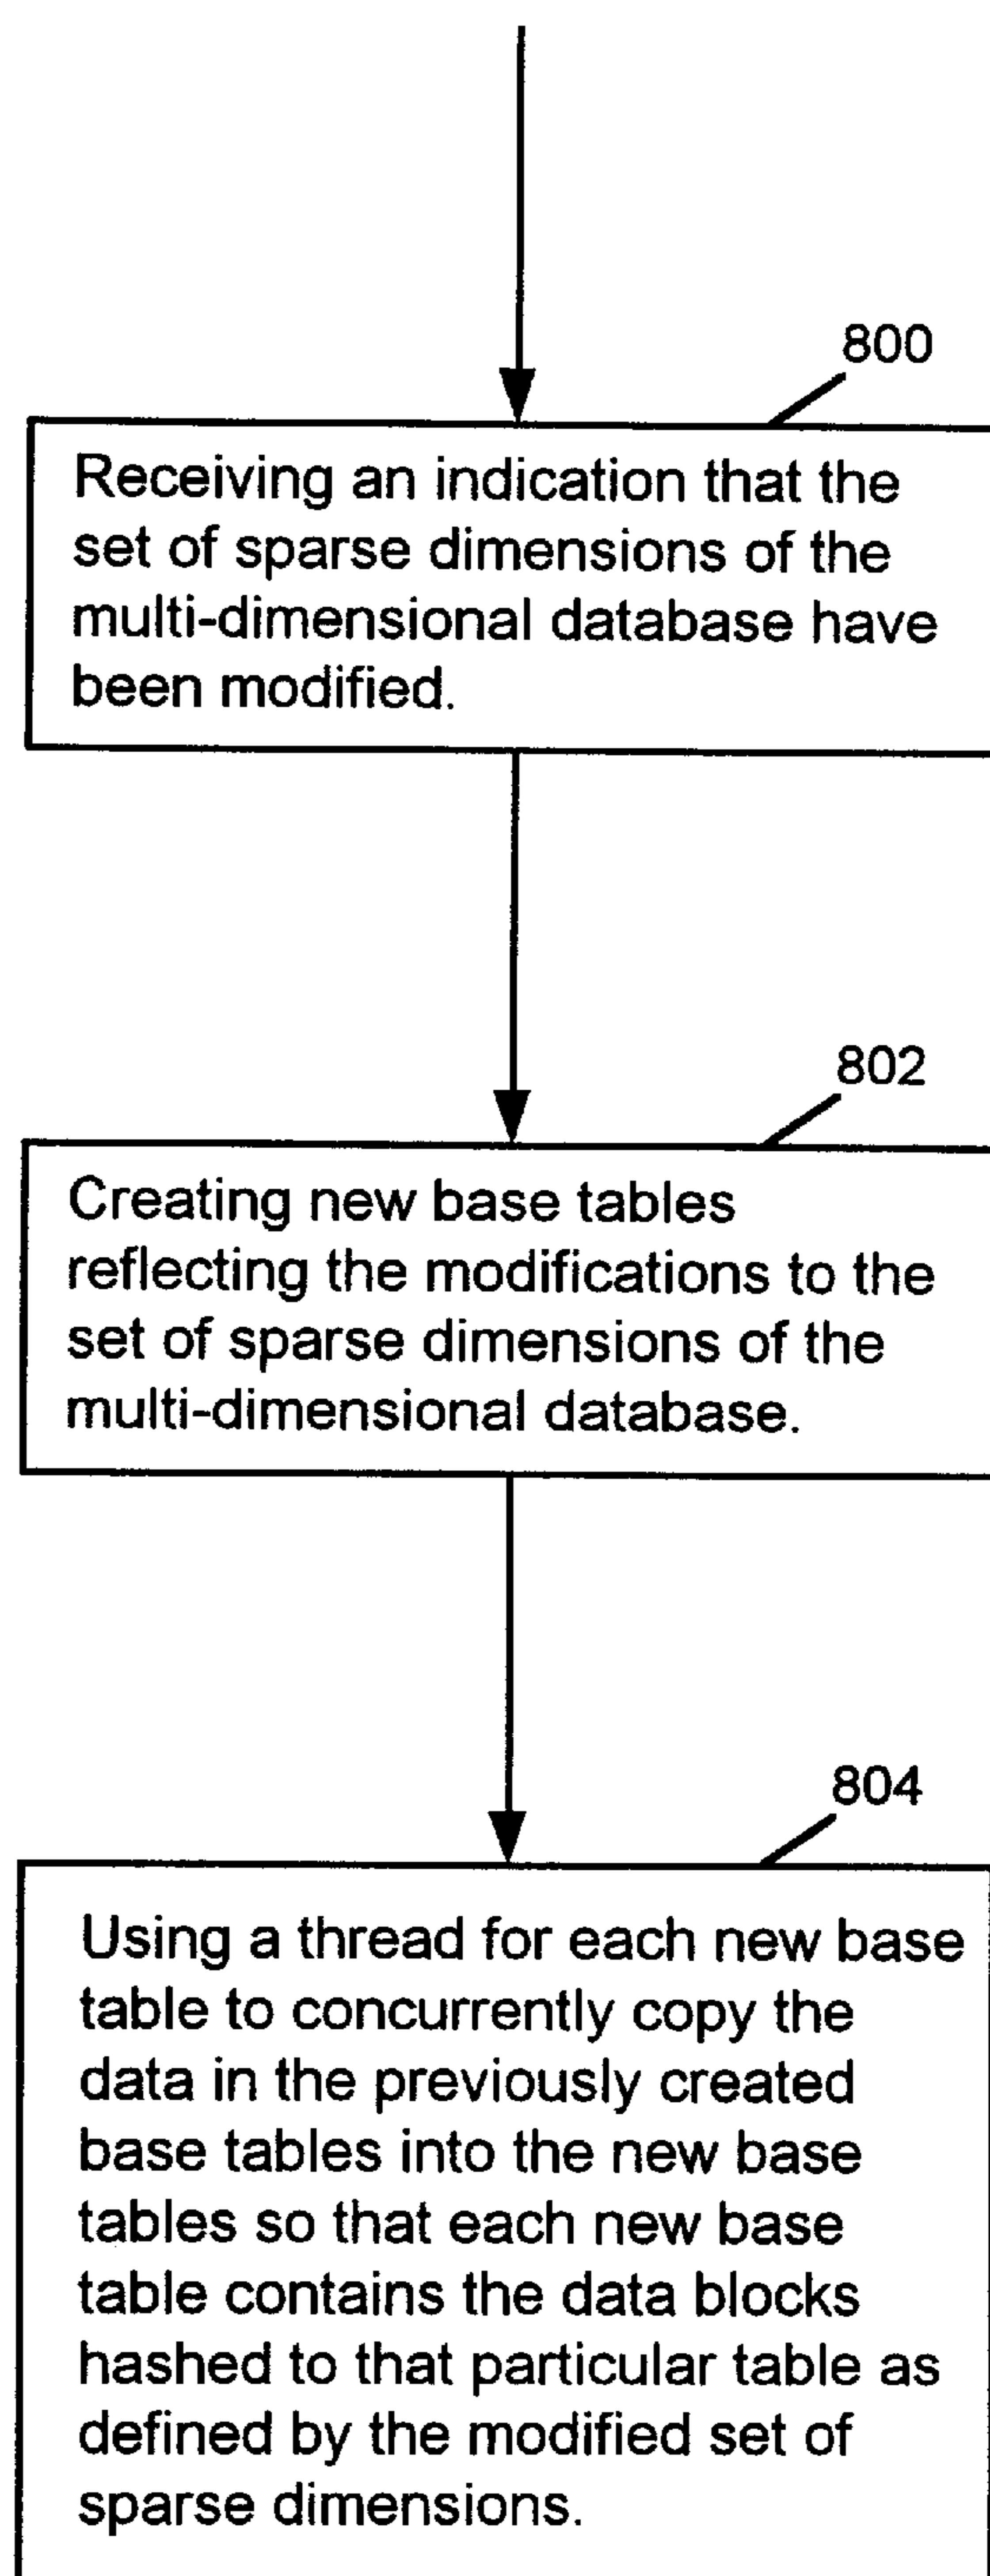 800
Receiving an indication that the
set of sparse dimensions of the
multi-dimensional database have
been modified.
802
Creating new base tables
reflecting the modifications to the
set of sparse dimensions of the
multi-dimensional database.
804
Using a thread for each new base
table to concurrently copy the
data in the previously created
base tables into the new base
tables so that each new base
table contains the data blocks
hashed to that particular table as
defined by the modified set of
sparse dimensions.